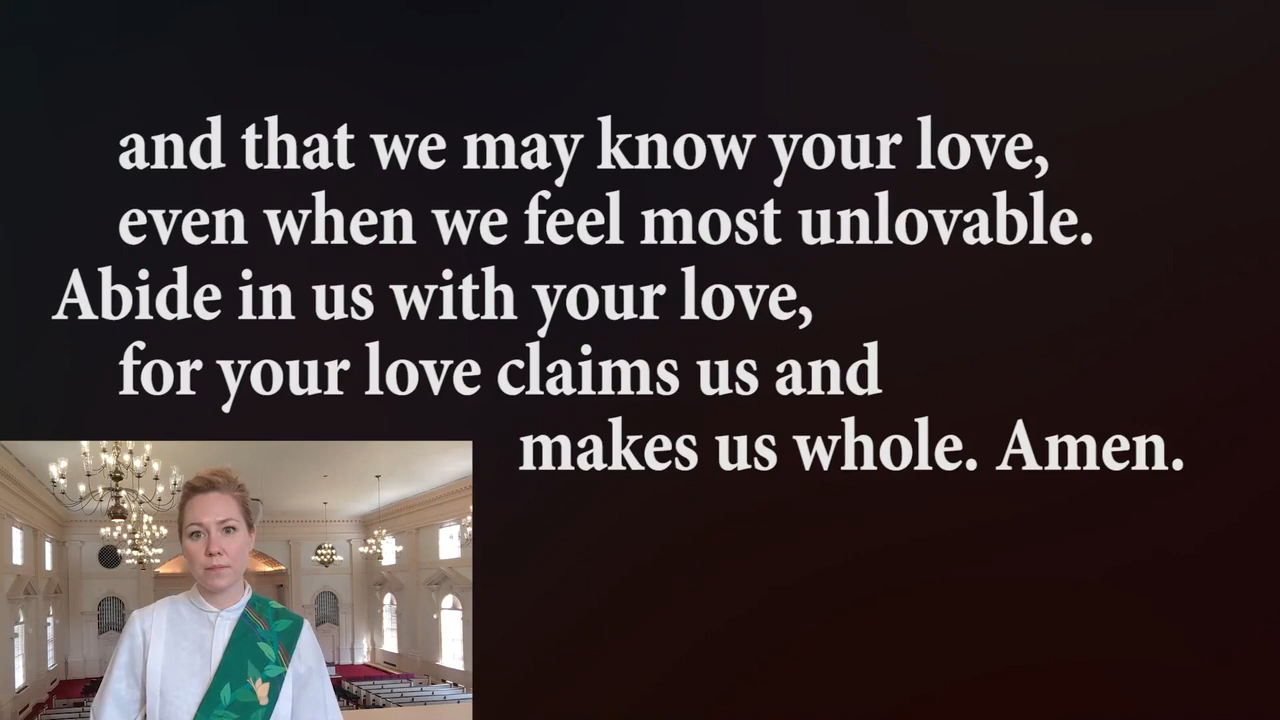 and that we may know your love,
even when we feel most unlovable.
Abide in us with your love,
for your love claims us and
makes us whole. Amen.